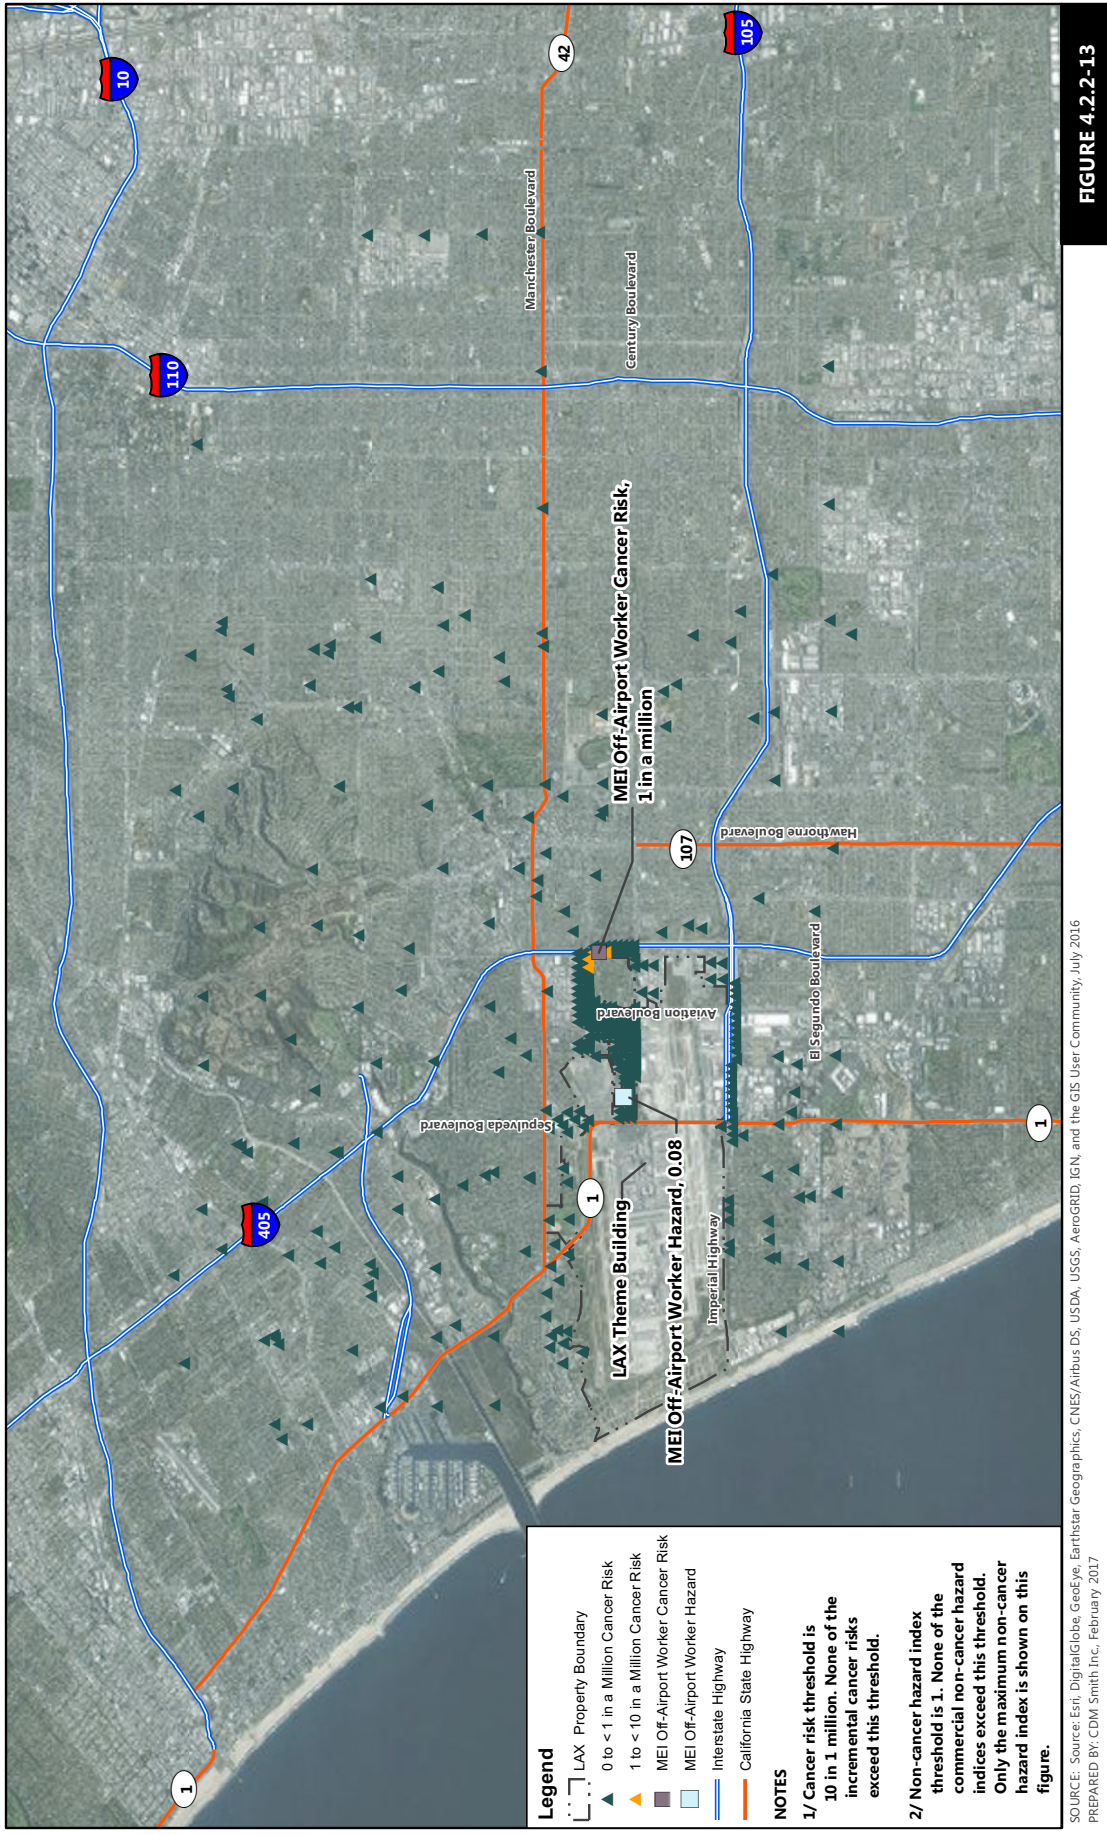 FIGURE 4.2.2-13
10
42
105
110
405
1
1
1
107
Manchester Boulevard
Century Boulevard
Hawthorne Boulevard
Aviation Boulevard
El Segundo Boulevard
Sepulveda Boulevard
Imperial Highway
MEI Off-Airport Worker Cancer Risk,
1 in a million
LAX Theme Building
MEI Off-Airport Worker Hazard, 0.08
Legend
LAX Property Boundary
0 to < 1 in a Million Cancer Risk
1 to < 10 in a Million Cancer Risk
MEI Off-Airport Worker Cancer Risk
MEI Off-Airport Worker Hazard
Interstate Highway
California State Highway
NOTES
1/ Cancer risk threshold is
10 in 1 million. None of the
incremental cancer risks
exceed this threshold.
2/ Non-cancer hazard index
threshold is 1. None of the
commercial non-cancer hazard
indices exceed this threshold.
Only the maximum non-cancer
hazard index is shown on this
figure.
SOURCE: Source: Esri, DigitalGlobe, GeoEye, Earthstar Geographics, CNES/Airbus DS, USDA, USGS, AeroGRID, IGN, and the GIS User Community, July 2016
PREPARED BY: CDM Smith Inc., February 2017